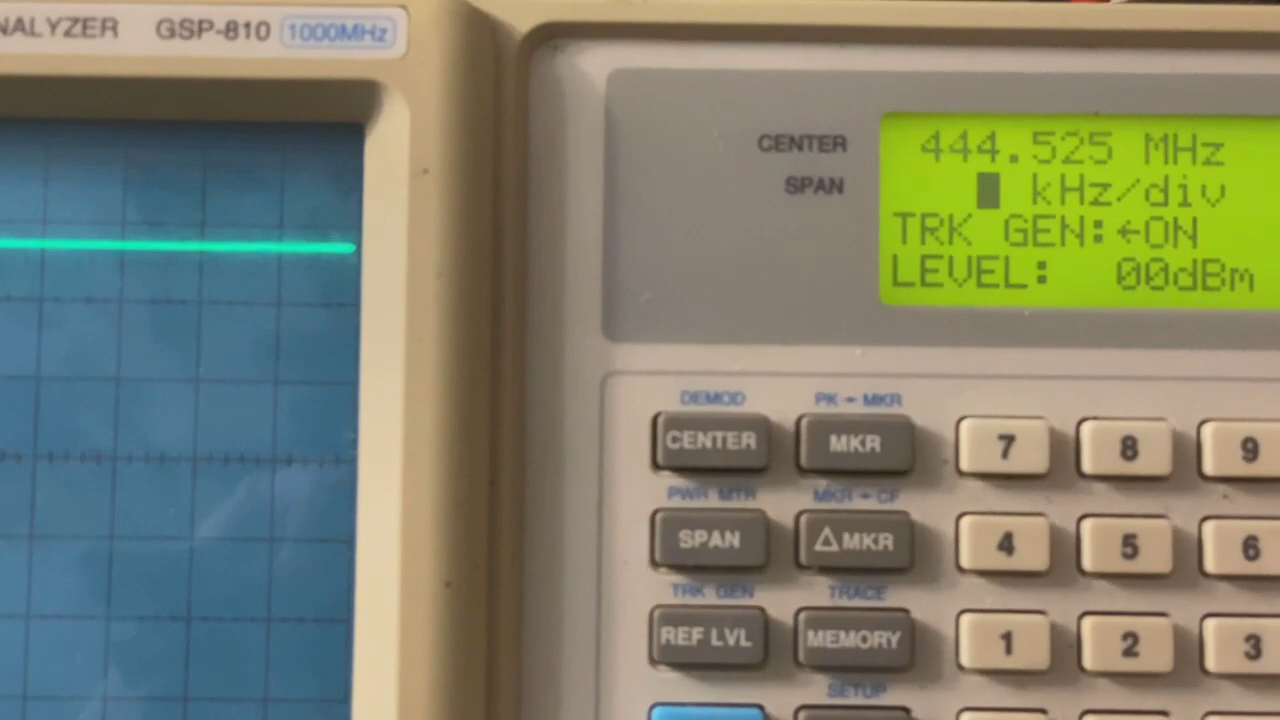 NALYZER GSP-810 1000MHz
CENTER 444.525 MHz
SPAN kHz/div
TRK GEN:←ON
LEVEL: 00dBm
DEMOD PK→MKR
CENTER MKR 7 8 9
PWR MTR MKR→CF
SPAN △MKR 4 5 6
TRK GEN TRACE
REF LVL MEMORY 1 2 3
SETUP